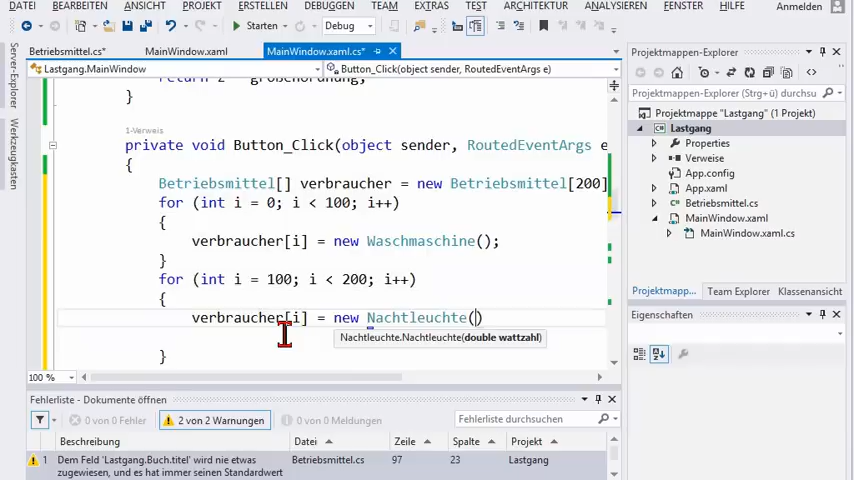 DATEI
ANSICHT
PROJEKT
ERSTELLEN
DEBUGGEN
TEAM
EXTRAS
TEST
ARCHITEKTUR
ANALYSIEREN
FENSTER
HILFE
Anmelden
Starten
Debug
Betriebsmittel.cs*
MainWindow.xaml
MainWindow.xaml.cs*
Lastgang.MainWindow
Button_Click(object sender, RoutedEventArgs e)
}
1-Verweis
private void Button_Click(object sender, RoutedEventArgs e
{
Betriebsmittel[] verbraucher = new Betriebsmittel[200]
for (int i = 0; i < 100; i++)
{
verbraucher[i] = new Waschmaschine();
}
for (int i = 100; i < 200; i++)
{
verbraucher[i] = new Nachtleuchte()
Nachtleuchte.Nachtleuchte(double wattzahl)
}
100 %
Server-Explorer
Werkzeugkasten
Projektmappen-Explorer
Projektmappen-Explorer (Strg+ü) durchsu
Projektmappe "Lastgang" (1 Projekt)
Lastgang
Properties
Verweise
App.config
App.xaml
Betriebsmittel.cs
MainWindow.xaml
MainWindow.xaml.cs
Projektmapp...
Team Explorer
Klassenansicht
Eigenschaften
Fehlerliste - Dokumente öffnen
0 von 0 Fehler
2 von 2 Warnungen
0 von 0 Meldungen
Fehlerliste durchsuchen
Beschreibung
Datei
Zeile
Spalte
Projekt
1
Dem Feld 'Lastgang.Buch.titel' wird nie etwas
zugewiesen, und es hat immer seinen Standardwert
Betriebsmittel.cs
97
23
Lastgang